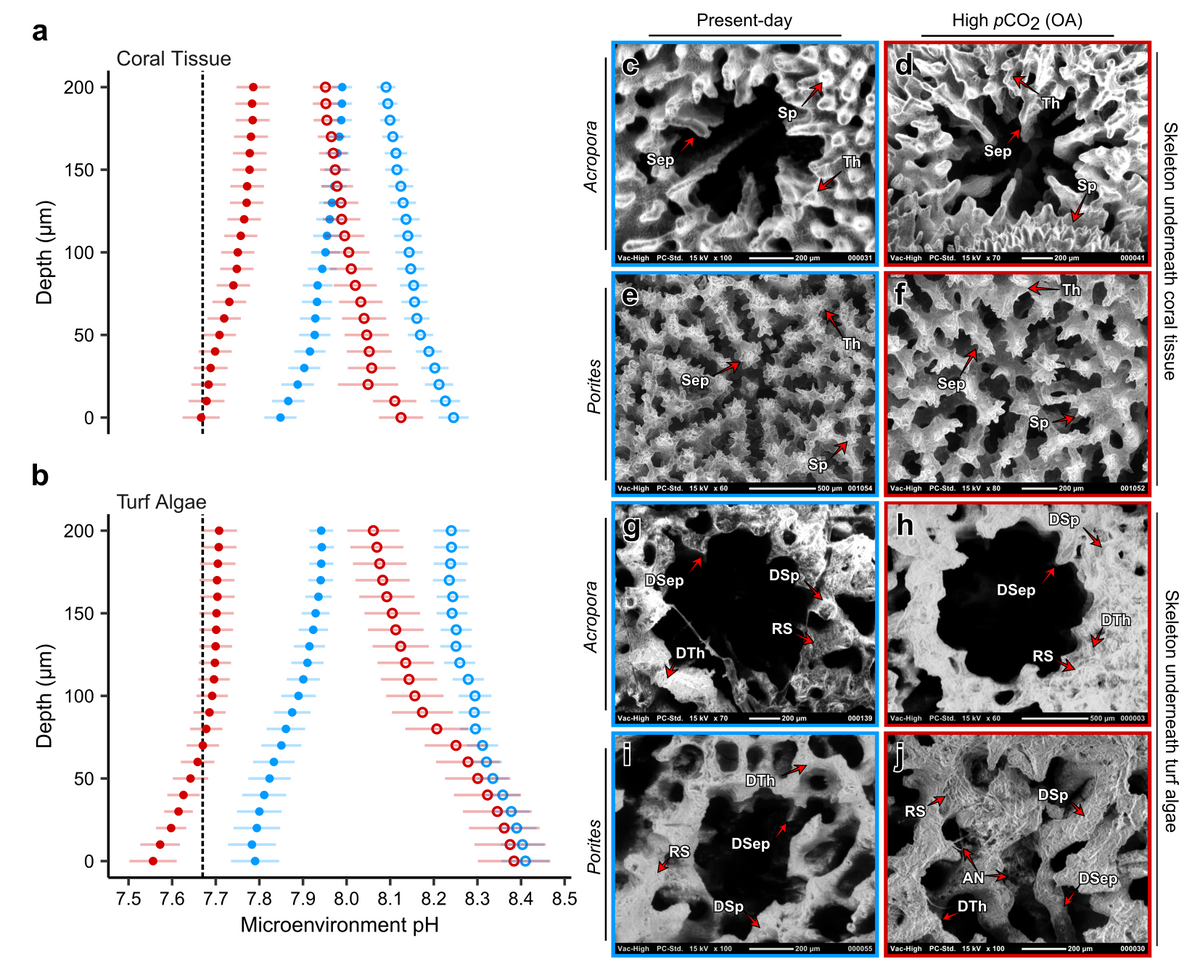 a
Coral Tissue
200
150
100
50
0
Depth (µm)
b
Turf Algae
200
150
100
50
0
Depth (µm)
7.5 7.6 7.7 7.8 7.9 8.0 8.1 8.2 8.3 8.4 8.5
Microenvironment pH
Present-day
High pCO2 (OA)
Acropora
c
Sp
Sep
Th
Vac-High PC-Std. 15 kV x 100 200 µm 000031
d
Th
Sep
Sp
Vac-High PC-Std. 15 kV x 70 200 µm 000041
Porites
e
Th
Sep
Sp
Vac-High PC-Std. 15 kV x 60 500 µm 001054
f
Th
Sep
Sp
Vac-High PC-Std. 15 kV x 80 200 µm 001052
Skeleton underneath coral tissue
Acropora
g
DSep
DSp
RS
DTh
Vac-High PC-Std. 15 kV x 70 200 µm 000139
h
DSp
DSep
DTh
RS
Vac-High PC-Std. 15 kV x 60 500 µm 000003
Porites
i
DTh
DSep
RS
DSp
Vac-High PC-Std. 15 kV x 100 200 µm 000055
j
RS
DSp
AN
DSep
DTh
Vac-High PC-Std. 15 kV x 100 200 µm 000030
Skeleton underneath turf algae